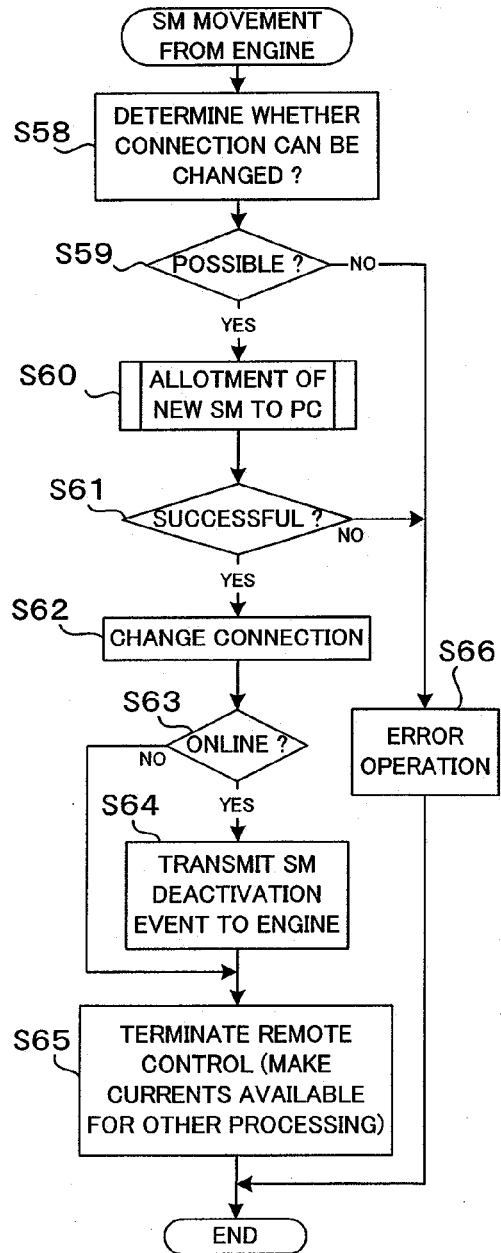 SM MOVEMENT
FROM ENGINE
S58
DETERMINE WHETHER
CONNECTION CAN BE
CHANGED ?
S59
POSSIBLE ?
NO
YES
S60
ALLOTMENT OF
NEW SM TO PC
S61
SUCCESSFUL ?
NO
YES
S62
CHANGE CONNECTION
S66
ERROR
OPERATION
S63
ONLINE ?
NO
YES
S64
TRANSMIT SM
DEACTIVATION
EVENT TO ENGINE
S65
TERMINATE REMOTE
CONTROL (MAKE
CURRENTS AVAILABLE
FOR OTHER PROCESSING)
END